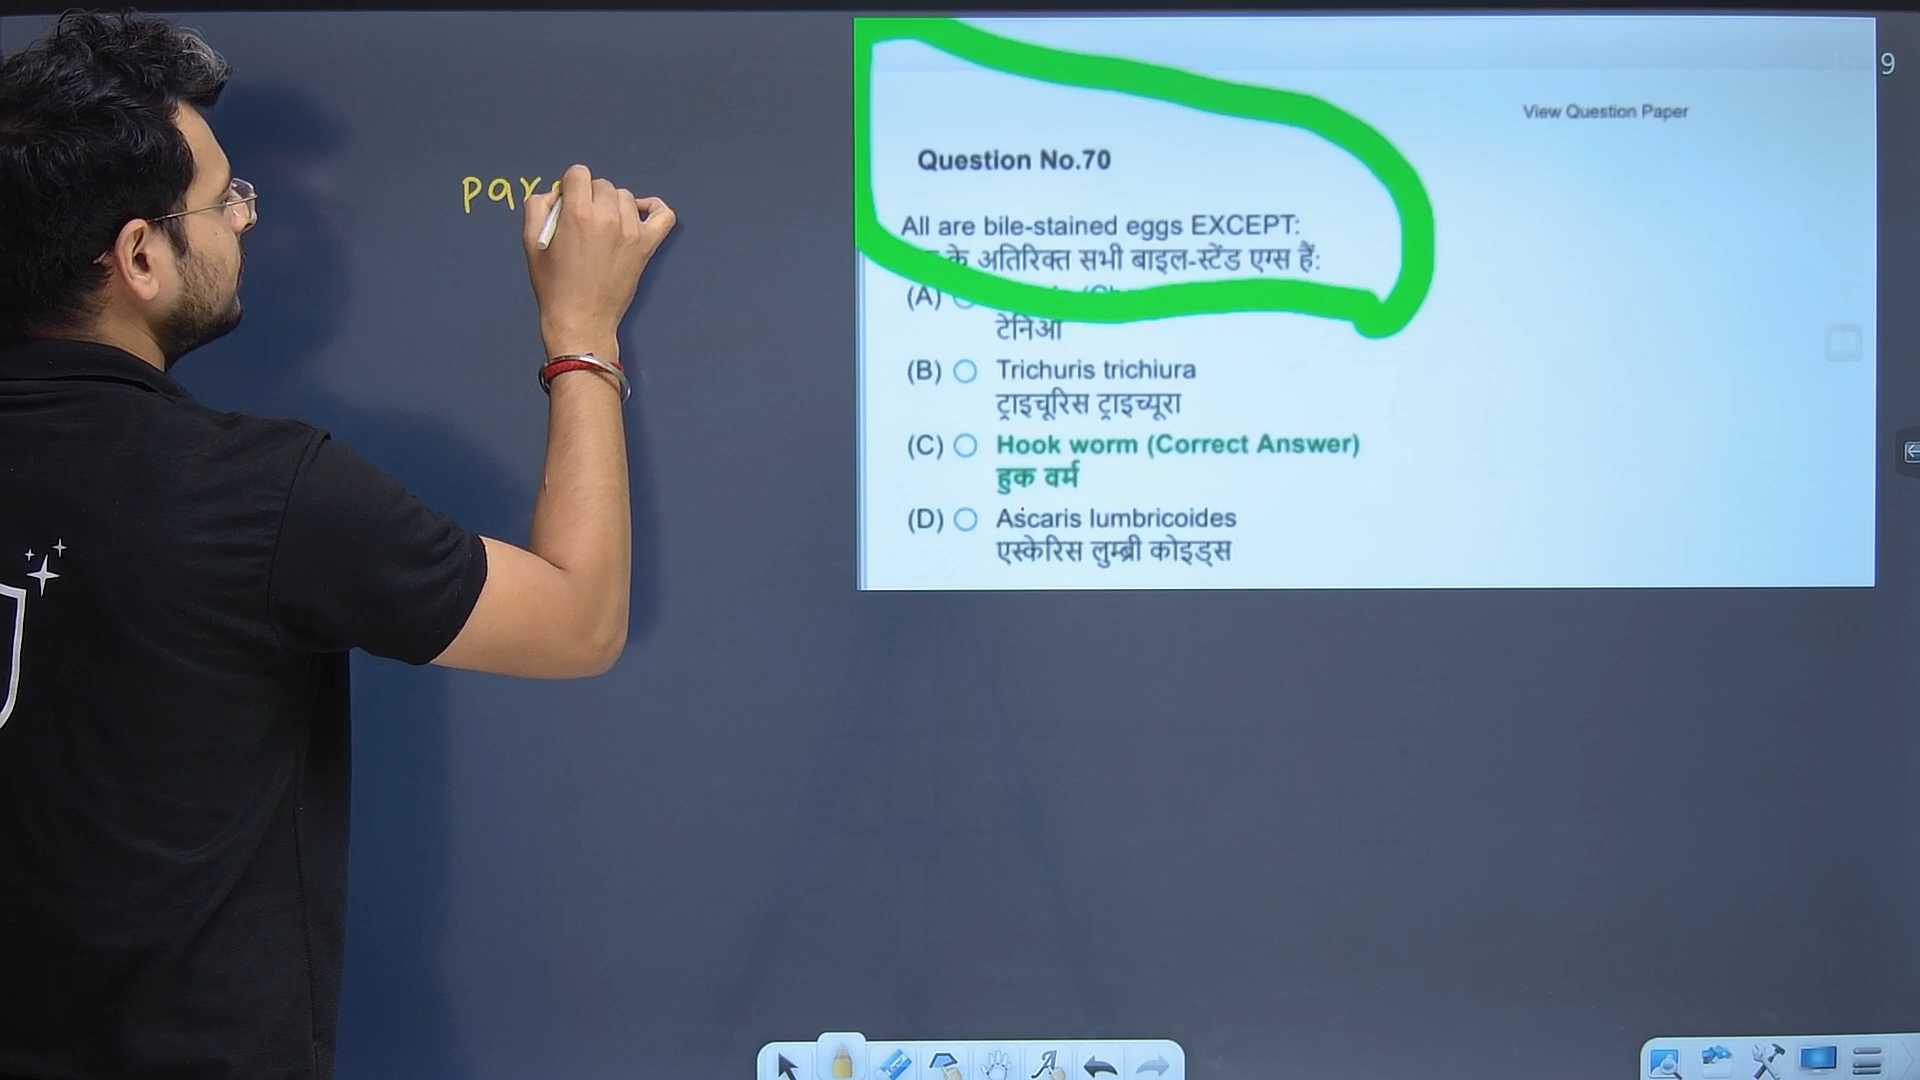 9
View Question Paper
Question No.70
All are bile-stained eggs EXCEPT:
के अतिरिक्त सभी बाइल-स्टेंड एग्स हैं:
(A)
टेनिआ
(B) Trichuris trichiura
ट्राइचूरिस ट्राइच्यूरा
(C) Hook worm (Correct Answer)
हुक वर्म
(D) Ascaris lumbricoides
एस्केरिस लुम्ब्री कोइड्स
par